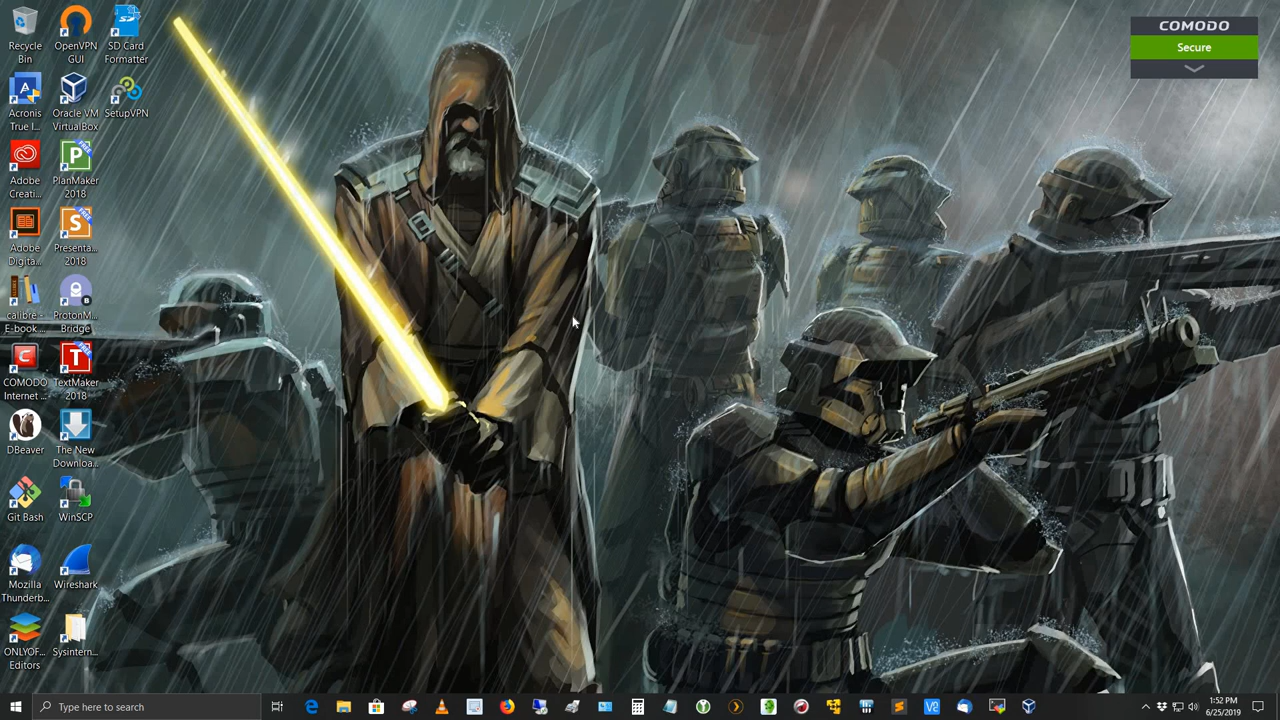 Recycle
Bin
OpenVPN
GUI
SD Card
Formatter
Acronis
True I...
Oracle VM
VirtualBox
SetupVPN
Adobe
Creati...
PlanMaker
2018
Adobe
Digita...
Presenta...
2018
calibre -
E-book ...
ProtonM...
Bridge
COMODO
Internet ...
TextMaker
2018
DBeaver
The New
Downloa...
Git Bash
WinSCP
Mozilla
Thunderb...
Wireshark
ONLYOF...
Editors
Sysintern...
COMODO
Secure
Type here to search
1:52 PM
6/25/2019